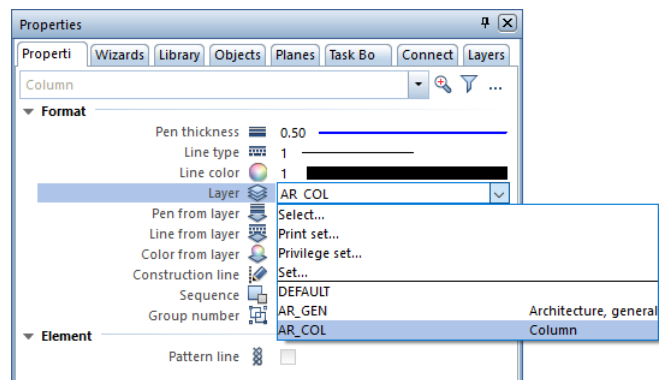 Properties
Properti Wizards Library Objects Planes Task Bo Connect Layers
Column ...
Format
Pen thickness 0.50
Line type 1
Line color 1
Layer AR_COL
Pen from layer Select...
Line from layer Print set...
Color from layer Privilege set...
Construction line Set...
Sequence DEFAULT
Group number AR_GEN Architecture, general
AR_COL Column
Element
Pattern line